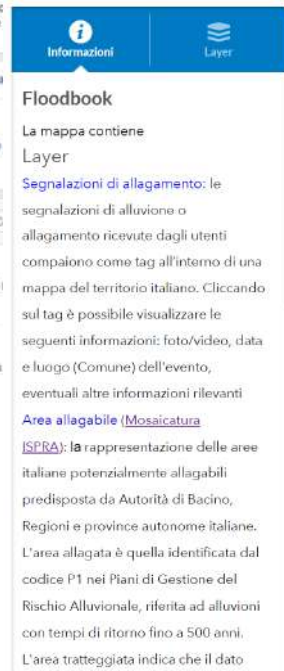 Informazioni
Layer
Floodbook
La mappa contiene
Layer
Segnalazioni di allagamento: le
segnalazioni di alluvione o
allagamento ricevute dagli utenti
compaiono come tag all'interno di una
mappa del territorio italiano. Cliccando
sul tag è possibile visualizzare le
seguenti informazioni: foto/video, data
e luogo (Comune) dell'evento,
eventuali altre informazioni rilevanti
Area allagabile (Mosaicatura
ISPRA): la rappresentazione delle aree
italiane potenzialmente allagabili
predisposta da Autorità di Bacino,
Regioni e province autonome italiane.
L'area allagata è quella identificata dal
codice P1 nei Piani di Gestione del
Rischio Alluvionale, riferita ad alluvioni
con tempi di ritorno fino a 500 anni.
L'area tratteggiata indica che il dato